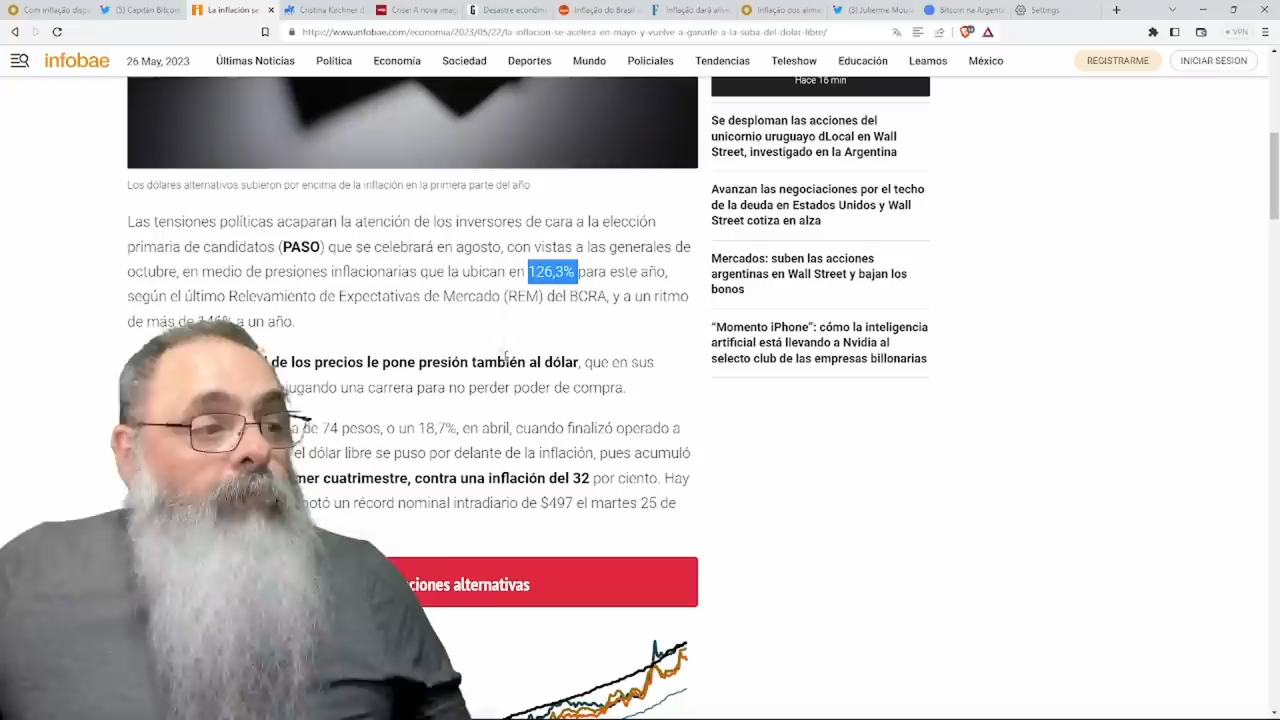 Com inflação dispa
Capitán Bitcoin
La inflación se
Cristina Kirchner d
Crise: A nova maq
Desastre económi
Inflação do Brasil
Inflação dará alívi
Inflação dos alime
Julierme Mou
Bitcoin na Argenti
Settings
https://www.infobae.com/economia/2023/05/22/la-inflacion-se-acelera-en-mayo-y-vuelve-a-ganarle-a-la-suba-del-dolar-libre/
VPN
infobae
26 May, 2023
Últimas Noticias
Política
Economía
Sociedad
Deportes
Mundo
Policiales
Tendencias
Teleshow
Educación
Leamos
México
REGISTRARME
INICIAR SESIÓN
Los dólares alternativos subieron por encima de la inflación en la primera parte del año
Las tensiones políticas acaparan la atención de los inversores de cara a la elección
primaria de candidatos (PASO) que se celebrará en agosto, con vistas a las generales de
octubre, en medio de presiones inflacionarias que la ubican en 126,3% para este año,
según el último Relevamiento de Expectativas de Mercado (REM) del BCRA, y a un ritmo
de más de 146% a un año.
de los precios le pone presión también al dólar, que en sus
jugando una carrera para no perder poder de compra.
de 74 pesos, o un 18,7%, en abril, cuando finalizó operado a
el dólar libre se puso por delante de la inflación, pues acumuló
mer cuatrimestre, contra una inflación del 32 por ciento. Hay
notó un récord nominal intradiario de $497 el martes 25 de
ciones alternativas
Hace 16 min
Se desploman las acciones del
unicornio uruguayo dLocal en Wall
Street, investigado en la Argentina
Avanzan las negociaciones por el techo
de la deuda en Estados Unidos y Wall
Street cotiza en alza
Mercados: suben las acciones
argentinas en Wall Street y bajan los
bonos
“Momento iPhone”: cómo la inteligencia
artificial está llevando a Nvidia al
selecto club de las empresas billonarias